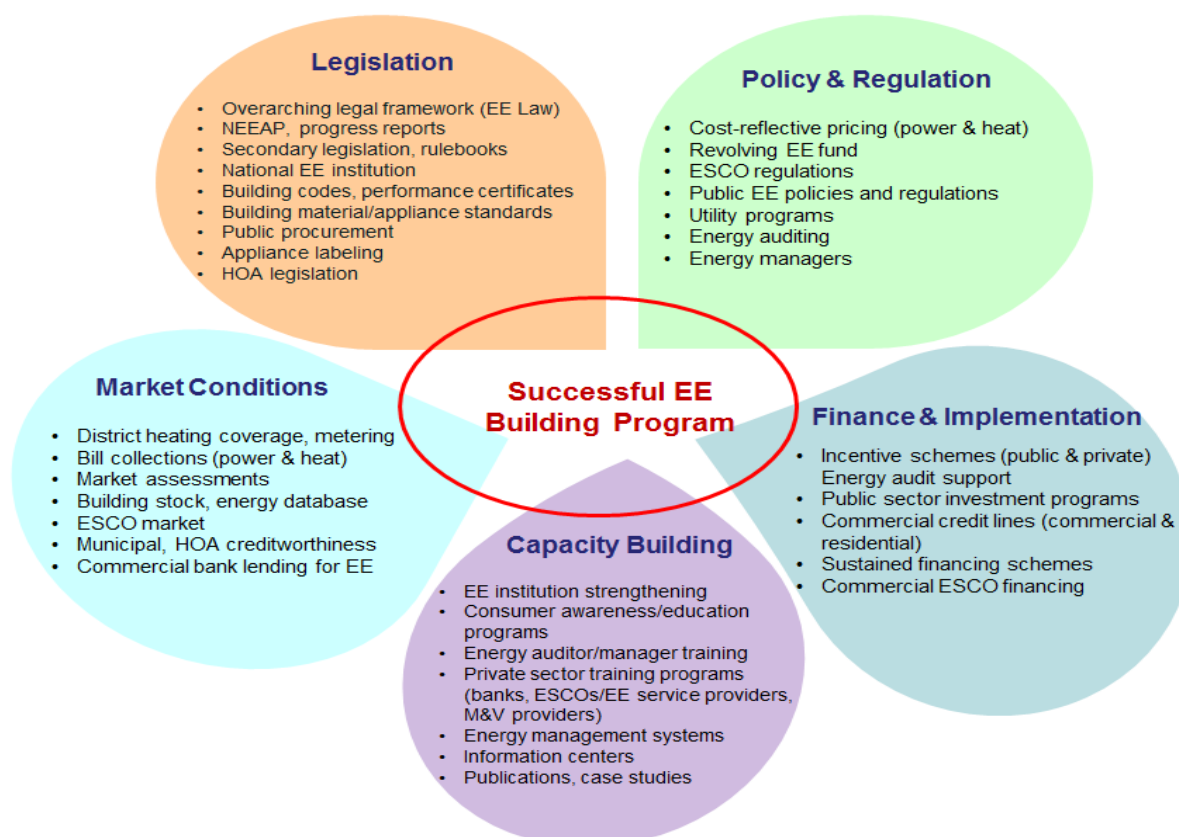 Legislation
• Overarching legal framework (EE Law)
• NEEAP, progress reports
• Secondary legislation, rulebooks
• National EE institution
• Building codes, performance certificates
• Building material/appliance standards
• Public procurement
• Appliance labeling
• HOA legislation
Policy & Regulation
• Cost-reflective pricing (power & heat)
• Revolving EE fund
• ESCO regulations
• Public EE policies and regulations
• Utility programs
• Energy auditing
• Energy managers
Market Conditions
• District heating coverage, metering
• Bill collections (power & heat)
• Market assessments
• Building stock, energy database
• ESCO market
• Municipal, HOA creditworthiness
• Commercial bank lending for EE
Successful EE
Building Program
Finance & Implementation
• Incentive schemes (public & private)
Energy audit support
• Public sector investment programs
• Commercial credit lines (commercial &
residential)
• Sustained financing schemes
• Commercial ESCO financing
Capacity Building
• EE institution strengthening
• Consumer awareness/education
programs
• Energy auditor/manager training
• Private sector training programs
(banks, ESCOs/EE service providers,
M&V providers)
• Energy management systems
• Information centers
• Publications, case studies